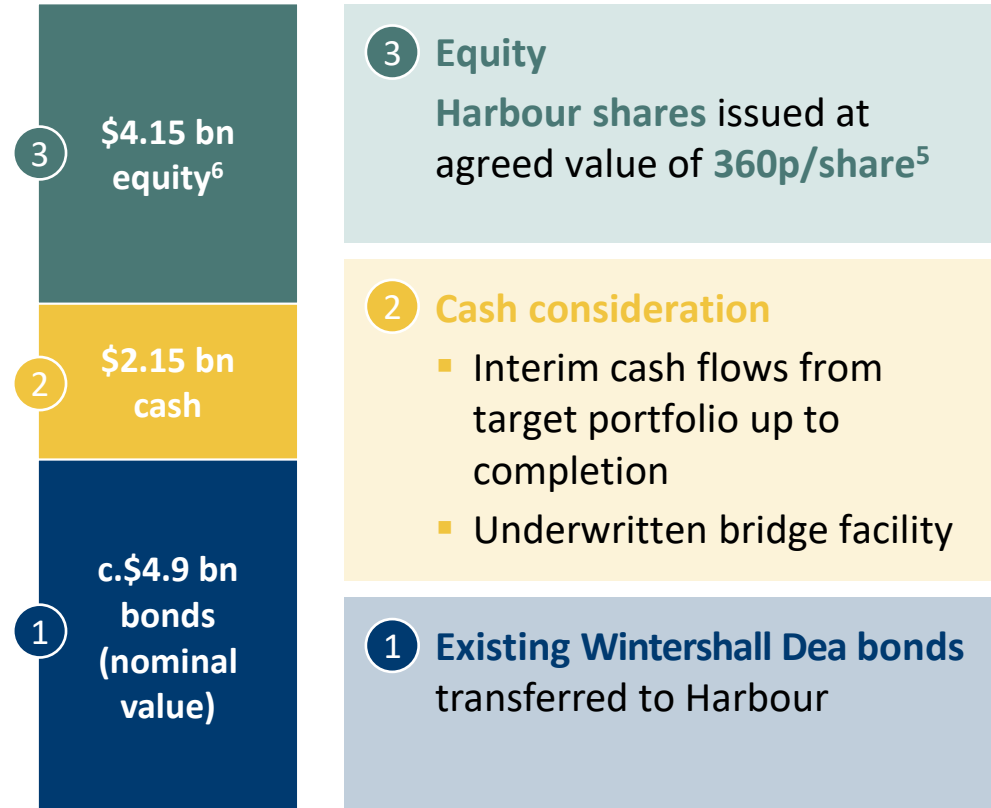 3
$4.15 bn
equity6
2
$2.15 bn
cash
1
c.$4.9 bn
bonds
(nominal
value)
3 Equity
Harbour shares issued at
agreed value of 360p/share5
2 Cash consideration
▪ Interim cash flows from
target portfolio up to
completion
▪ Underwritten bridge facility
1 Existing Wintershall Dea bonds
transferred to Harbour